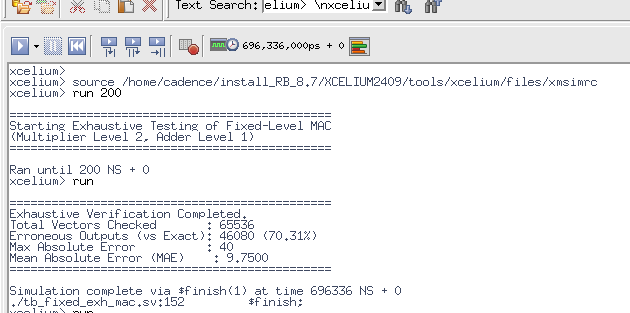 Text Search: elium> \nxceliu
696,336,000ps + 0
xcelium>
xcelium> source /home/cadence/install_RB_8.7/XCELIUM2409/tools/xcelium/files/xmsimrc
xcelium> run 200
=============================================
Starting Exhaustive Testing of Fixed-Level MAC
(Multiplier Level 2, Adder Level 1)
=============================================
Ran until 200 NS + 0
xcelium> run
=============================================
Exhaustive Verification Completed.
Total Vectors Checked : 65536
Erroneous Outputs (vs Exact): 46080 (70.31%)
Max Absolute Error : 40
Mean Absolute Error (MAE) : 9.7500
=============================================
Simulation complete via $finish(1) at time 696336 NS + 0
./tb_fixed_exh_mac.sv:152 $finish;
xcelium> run